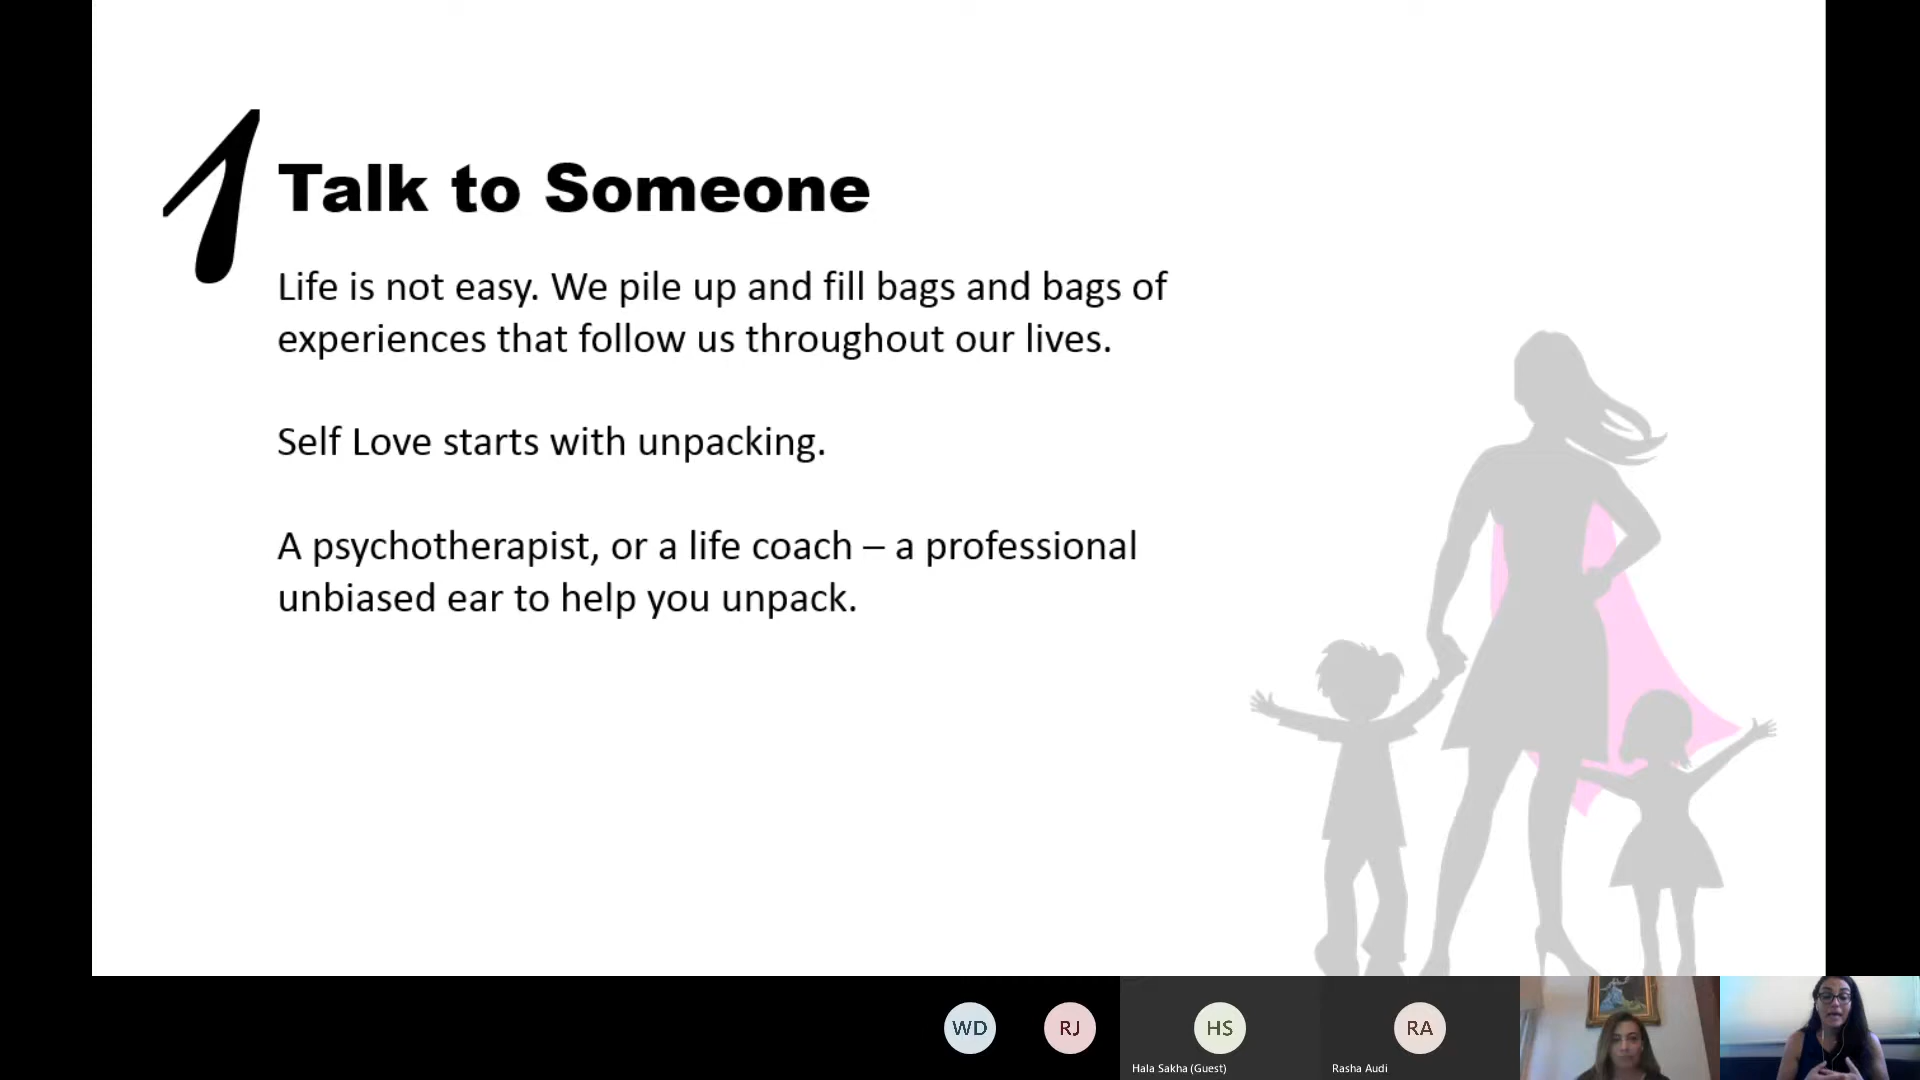 1
Talk to Someone
Life is not easy. We pile up and fill bags and bags of
experiences that follow us throughout our lives.
Self Love starts with unpacking.
A psychotherapist, or a life coach – a professional
unbiased ear to help you unpack.
WD
RJ
HS
RA
Hala Sakha (Guest)
Rasha Audi